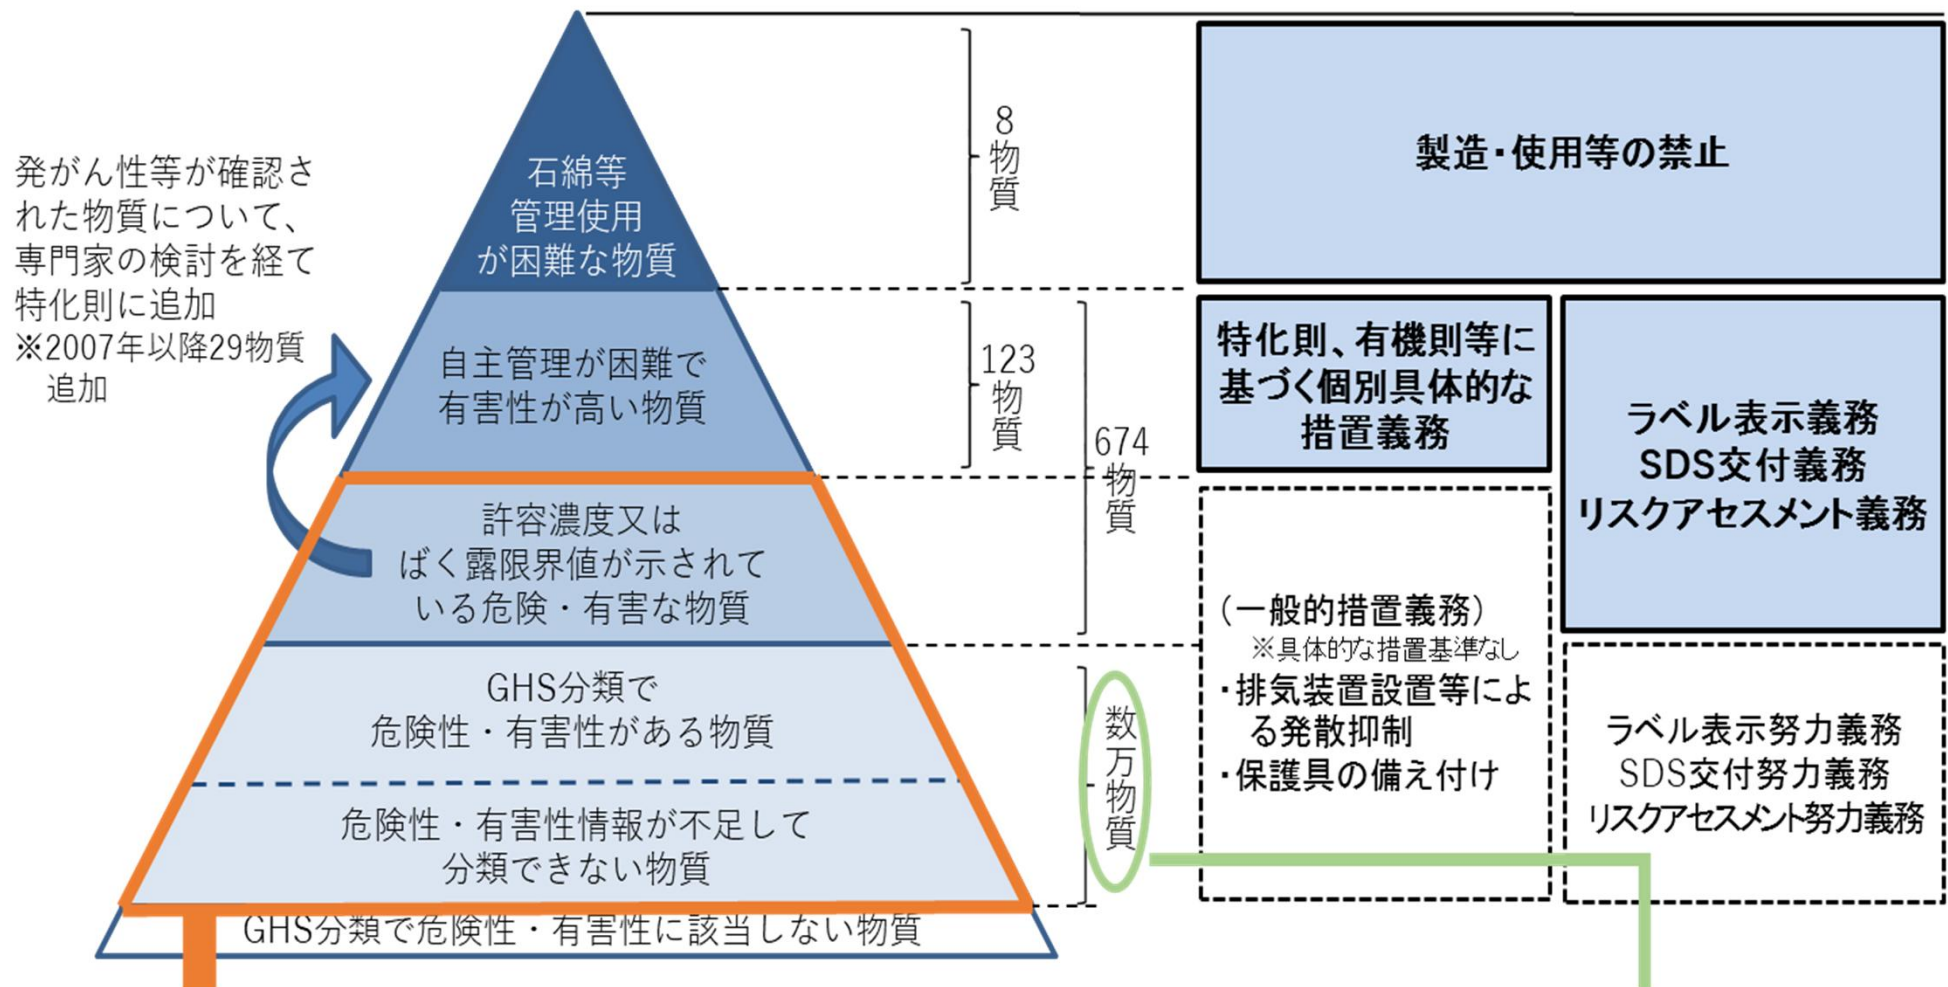 発がん性等が確認さ
れた物質について、
専門家の検討を経て
特化則に追加
※2007年以降29物質
追加
石綿等
管理使用
が困難な物質
自主管理が困難で
有害性が高い物質
許容濃度又は
ばく露限界値が示されて
いる危険・有害な物質
GHS分類で
危険性・有害性がある物質
危険性・有害性情報が不足して
分類できない物質
GHS分類で危険性・有害性に該当しない物質
8物質
123物質
674物質
数万物質
製造・使用等の禁止
特化則、有機則等に
基づく個別具体的な
措置義務
ラベル表示義務
SDS交付義務
リスクアセスメント義務
（一般的措置義務）
※具体的な措置基準なし
・排気装置設置等によ
る発散抑制
・保護具の備え付け
ラベル表示努力義務
SDS交付努力義務
リスクアセスメント努力義務